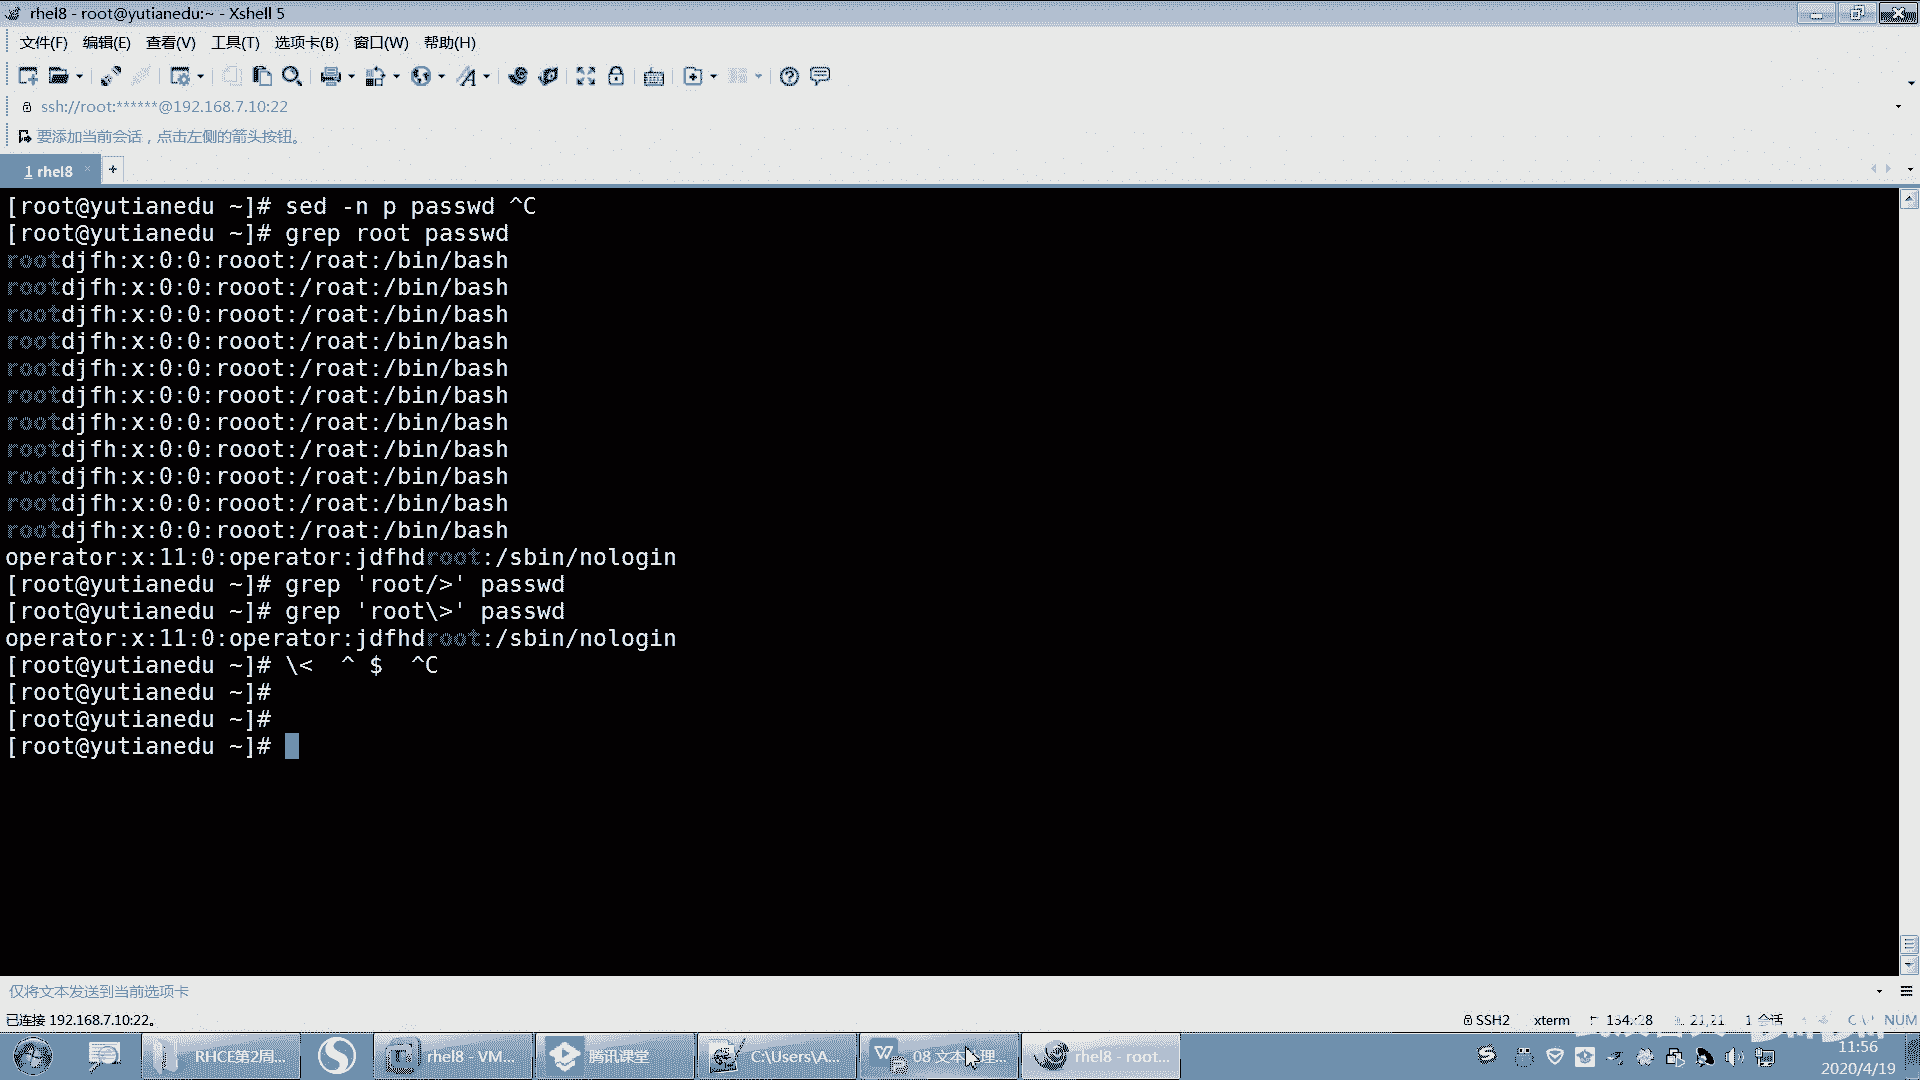 rhel8 - root@yutianedu:~ - Xshell 5
文件(F) 编辑(E) 查看(V) 工具(T) 选项卡(B) 窗口(W) 帮助(H)
ssh://root:******@192.168.7.10:22
要添加当前会话，点击左侧的箭头按钮。
1 rhel8
[root@yutianedu ~]# sed -n p passwd ^C
[root@yutianedu ~]# grep root passwd
rootdjfh:x:0:0:rooot:/roat:/bin/bash
rootdjfh:x:0:0:rooot:/roat:/bin/bash
rootdjfh:x:0:0:rooot:/roat:/bin/bash
rootdjfh:x:0:0:rooot:/roat:/bin/bash
rootdjfh:x:0:0:rooot:/roat:/bin/bash
rootdjfh:x:0:0:rooot:/roat:/bin/bash
rootdjfh:x:0:0:rooot:/roat:/bin/bash
rootdjfh:x:0:0:rooot:/roat:/bin/bash
rootdjfh:x:0:0:rooot:/roat:/bin/bash
rootdjfh:x:0:0:rooot:/roat:/bin/bash
rootdjfh:x:0:0:rooot:/roat:/bin/bash
operator:x:11:0:operator:jdfhdroot:/sbin/nologin
[root@yutianedu ~]# grep 'root/>' passwd
[root@yutianedu ~]# grep 'root\>' passwd
operator:x:11:0:operator:jdfhdroot:/sbin/nologin
[root@yutianedu ~]# \<  ^ $  ^C
[root@yutianedu ~]#
[root@yutianedu ~]#
[root@yutianedu ~]#
仅将文本发送到当前选项卡
已连接 192.168.7.10:22。 SSH2 xterm 21,21 1 会话 NUM
RHCE第2周... rhel8 - VM... 腾讯课堂 C:\Users\A... 08 文本 理... rhel8 - root...
11:56
2020/4/19